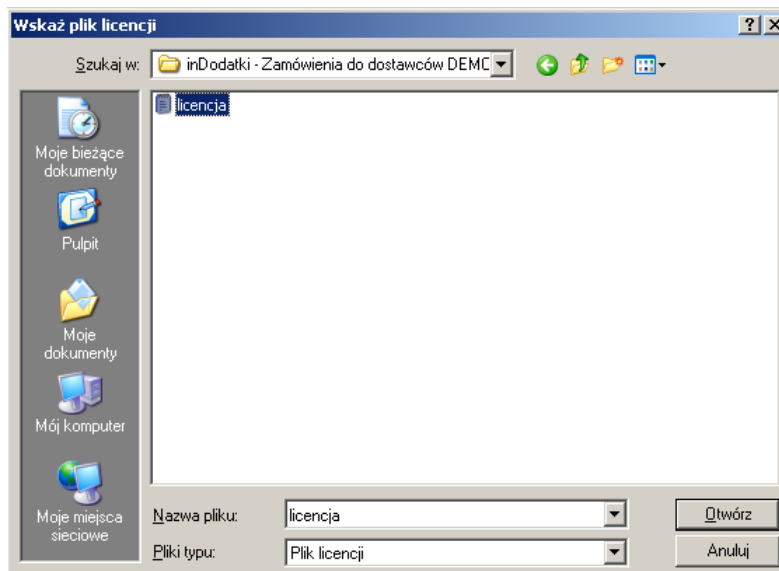 Wskaż plik licencji
Szukaj w:
inDodatki - Zamówienia do dostawców DEMC
licencja
Moje bieżące
dokumenty
Pulpit
Moje
dokumenty
Mój komputer
Moje miejsca
sieciowe
Nazwa pliku:
licencja
Otwórz
Pliki typu:
Plik licencji
Anuluj